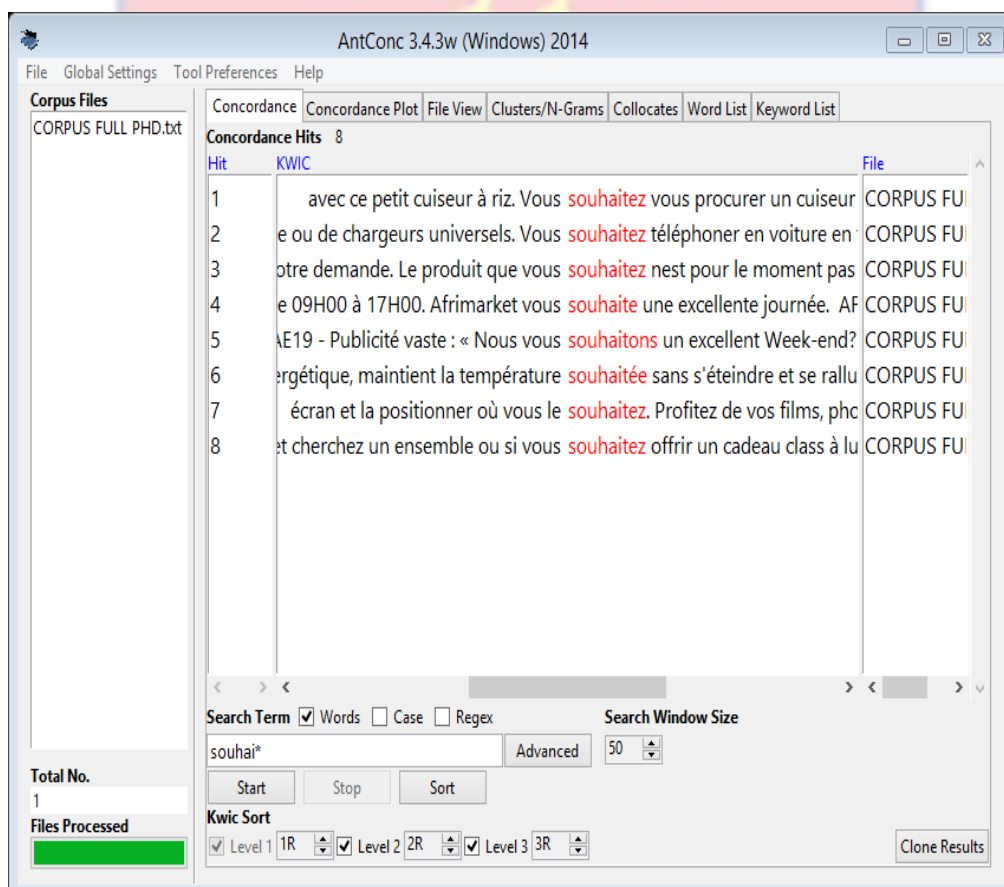 AntConc 3.4.3w (Windows) 2014
File Global Settings Tool Preferences Help
Corpus Files
CORPUS FULL PHD.txt
Concordance Concordance Plot File View Clusters/N-Grams Collocates Word List Keyword List
Concordance Hits 8
Hit KWIC File
1 avec ce petit cuiseur à riz. Vous souhaitez vous procurer un cuiseur CORPUS FUI
2 e ou de chargeurs universels. Vous souhaitez téléphoner en voiture en CORPUS FUI
3 otre demande. Le produit que vous souhaitez nest pour le moment pas CORPUS FUI
4 e 09H00 à 17H00. Afrimarket vous souhaite une excellente journée. AF CORPUS FUI
5 AE19 - Publicité vaste : « Nous vous souhaitons un excellent Week-end? CORPUS FUI
6 ergétique, maintient la température souhaitée sans s'éteindre et se rallu CORPUS FUI
7 écran et la positionner où vous le souhaitez. Profitez de vos films, pho CORPUS FUI
8 et cherchez un ensemble ou si vous souhaitez offrir un cadeau class à lu CORPUS FUI
Search Term Words Case Regex Search Window Size
souhai* Advanced 50
Total No.
1
Start Stop Sort
Files Processed
Kwic Sort
Level 1 1R Level 2 2R Level 3 3R
Clone Results